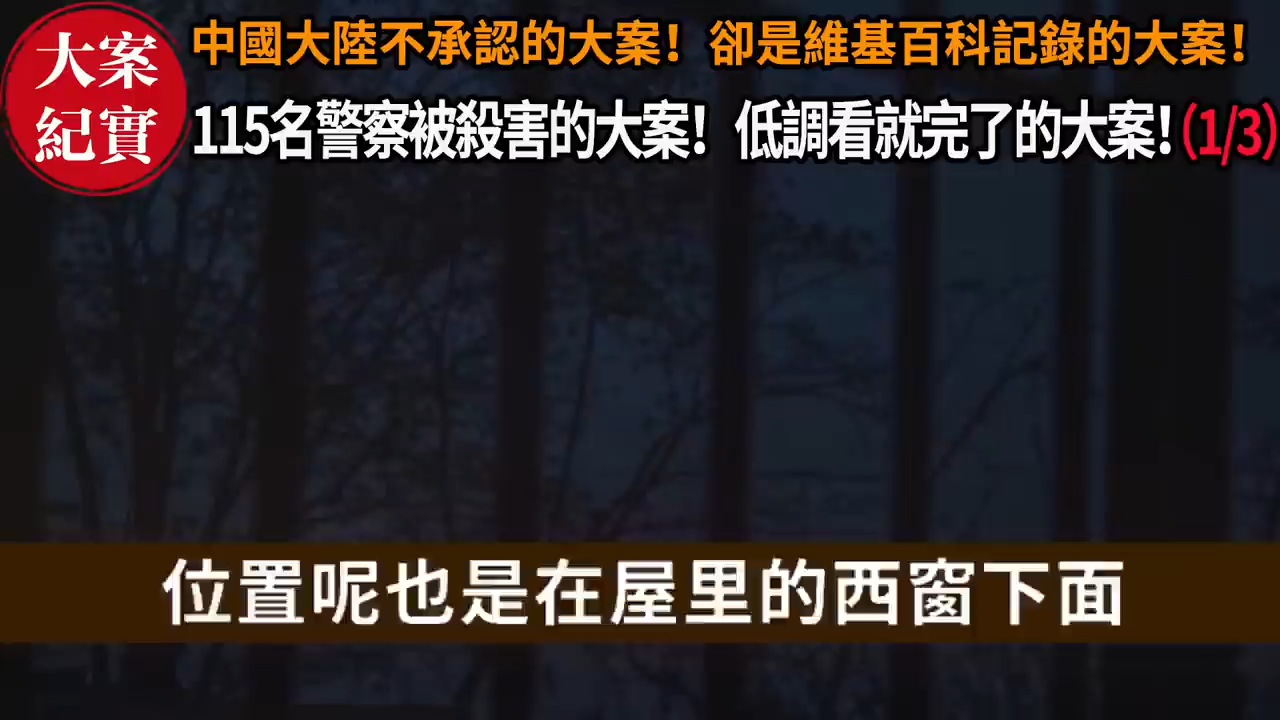 大案
紀實
中國大陸不承認的大案！卻是維基百科記錄的大案！
115名警察被殺害的大案！低調看就完了的大案！(1/3)
位置呢也是在屋里的西窗下面